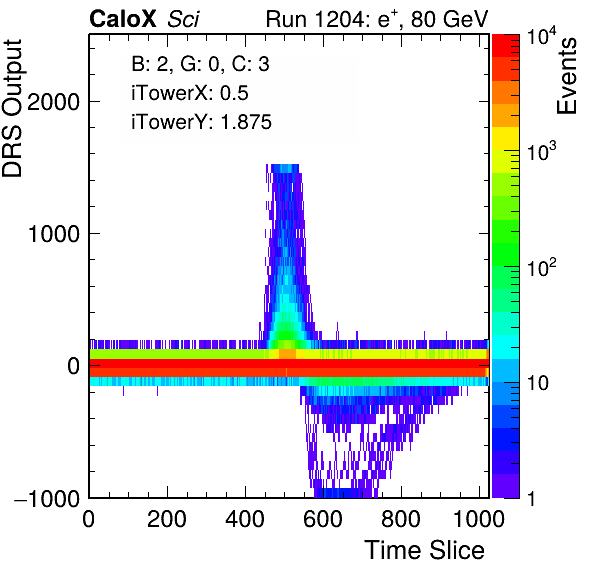 CaloX Sci Run 1204: e⁺, 80 GeV
B: 2, G: 0, C: 3
iTowerX: 0.5
iTowerY: 1.875
DRS Output
2000
1000
0
−1000
0 200 400 600 800 1000
Time Slice
Events
10⁴
10³
10²
10
1